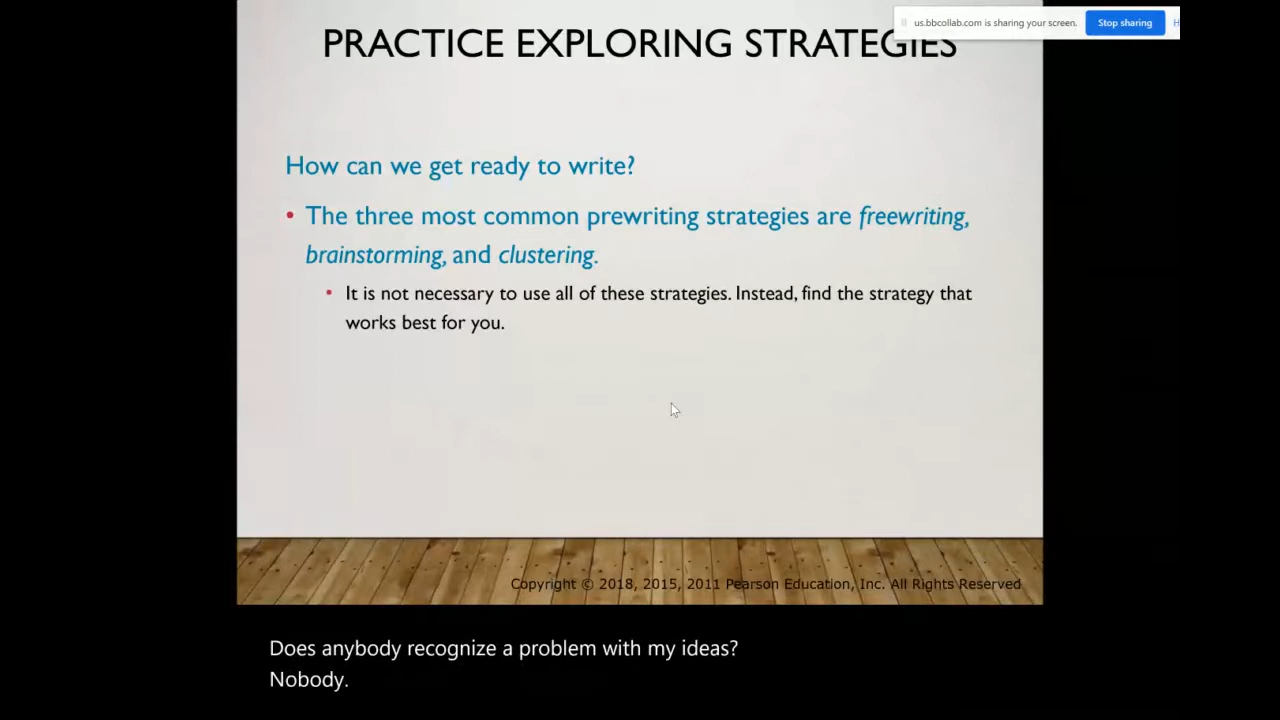 us.bbcollab.com is sharing your screen. Stop sharing H
PRACTICE EXPLORING STRATEGIES
How can we get ready to write?
• The three most common prewriting strategies are freewriting,
brainstorming, and clustering.
• It is not necessary to use all of these strategies. Instead, find the strategy that
works best for you.
Copyright © 2018, 2015, 2011 Pearson Education, Inc. All Rights Reserved
Does anybody recognize a problem with my ideas?
Nobody.